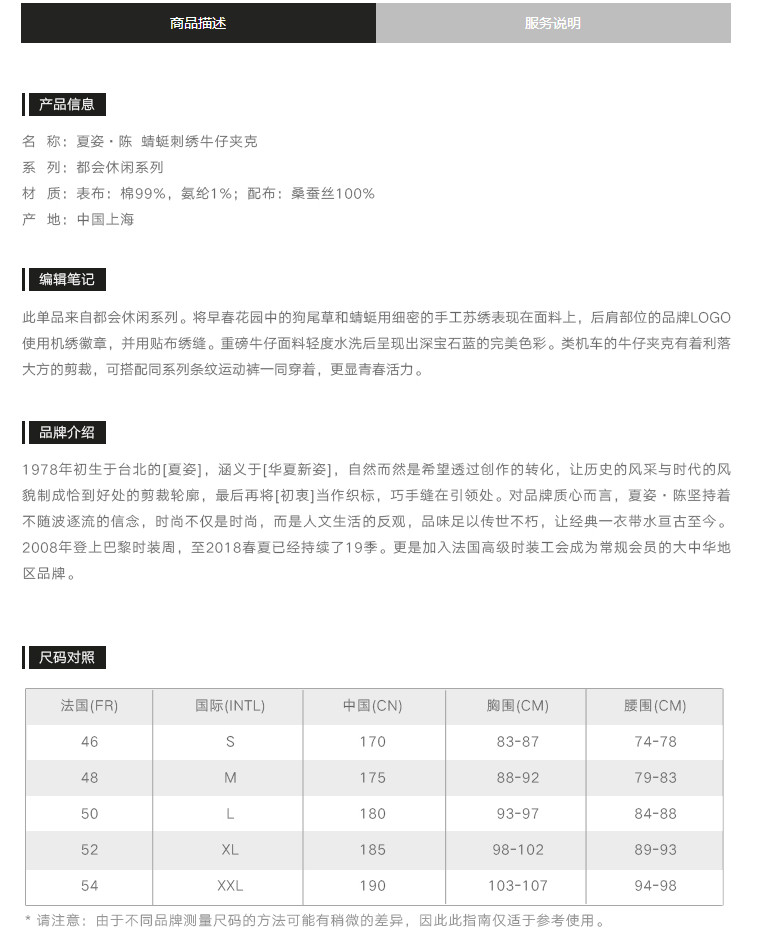 商品描述 服务说明
产品信息
名 称：夏姿·陈 蜻蜓刺绣牛仔夹克
系 列：都会休闲系列
材 质：表布：棉99%，氨纶1%；配布：桑蚕丝100%
产 地：中国上海
编辑笔记
此单品来自都会休闲系列。将早春花园中的狗尾草和蜻蜓用细密的手工苏绣表现在面料上，后肩部位的品牌LOGO
使用机绣徽章，并用贴布绣缝。重磅牛仔面料轻度水洗后呈现出深宝石蓝的完美色彩。类机车的牛仔夹克有着利落
大方的剪裁，可搭配同系列条纹运动裤一同穿着，更显青春活力。
品牌介绍
1978年初生于台北的[夏姿]，涵义于[华夏新姿]，自然而然是希望透过创作的转化，让历史的风采与时代的风
貌制成恰到好处的剪裁轮廓，最后再将[初衷]当作织标，巧手缝在引领处。对品牌质心而言，夏姿·陈坚持着
不随波逐流的信念，时尚不仅是时尚，而是人文生活的反观，品味足以传世不朽，让经典一衣带水亘古至今。
2008年登上巴黎时装周，至2018春夏已经持续了19季。更是加入法国高级时装工会成为常规会员的大中华地
区品牌。
尺码对照
法国(FR) 国际(INTL) 中国(CN) 胸围(CM) 腰围(CM)
46 S 170 83-87 74-78
48 M 175 88-92 79-83
50 L 180 93-97 84-88
52 XL 185 98-102 89-93
54 XXL 190 103-107 94-98
* 请注意：由于不同品牌测量尺码的方法可能有稍微的差异，因此此指南仅适于参考使用。